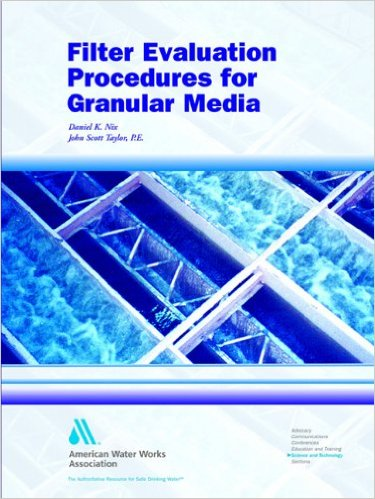 Filter Evaluation
Procedures for
Granular Media
Daniel K. Nix
John Scott Taylor, P.E.
American Water Works
Association
The Authoritative Resource for Safe Drinking Water™
Advocacy
Communications
Conferences
Education and Training
Science and Technology
Sections